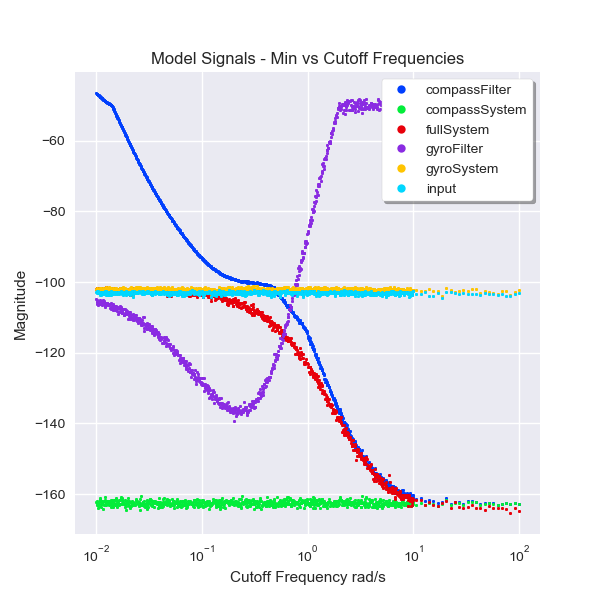 Model Signals - Min vs Cutoff Frequencies
compassFilter
compassSystem
fullSystem
gyroFilter
gyroSystem
input
Magnitude
−60
−80
−100
−120
−140
−160
10⁻² 10⁻¹ 10⁰ 10¹ 10²
Cutoff Frequency rad/s